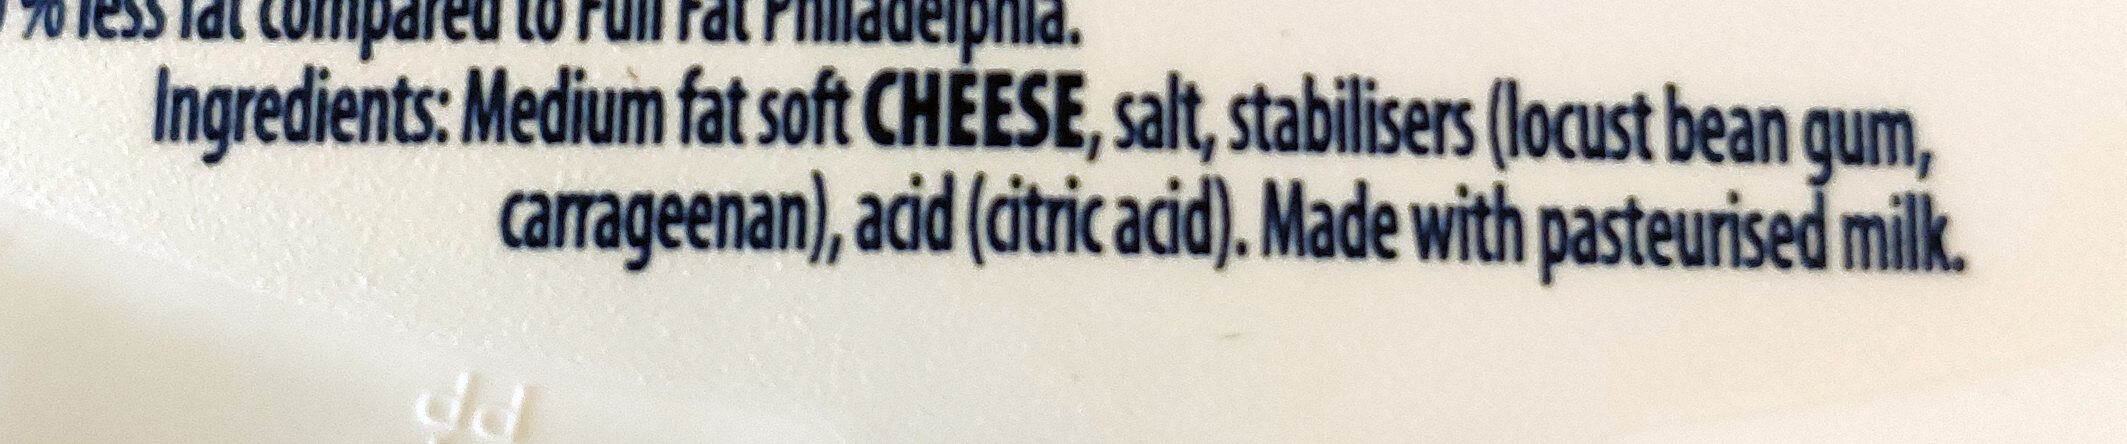 % less fat compared to Full Fat Philadelphia.
Ingredients: Medium fat soft CHEESE, salt, stabilisers (locust bean gum,
carrageenan), acid (citric acid). Made with pasteurised milk.